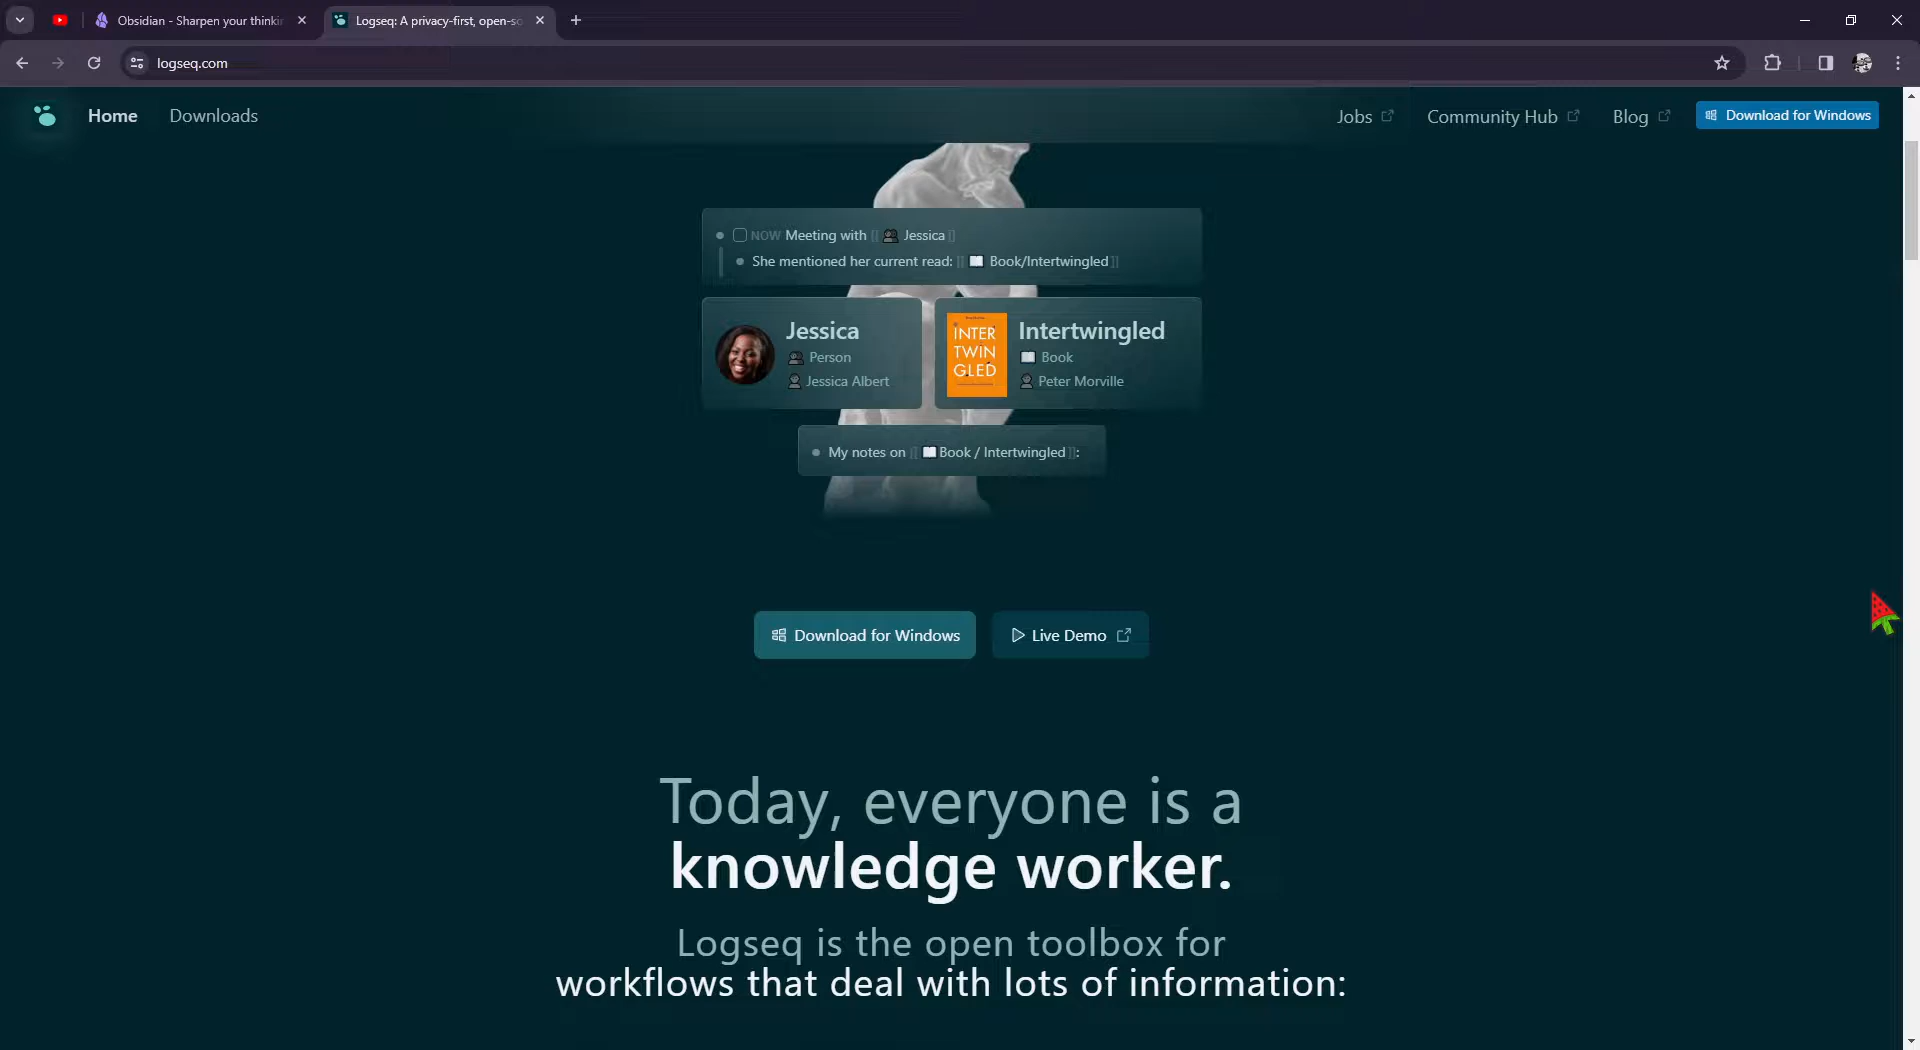 Obsidian - Sharpen your thinkin
Logseq: A privacy-first, open-so
logseq.com
Home
Downloads
Jobs
Community Hub
Blog
Download for Windows
NOW Meeting with [[ Jessica ]]
She mentioned her current read: [[ Book/Intertwingled ]]
Jessica
Person
Jessica Albert
INTER
TWIN
GLED
Intertwingled
Book
Peter Morville
My notes on [[ Book / Intertwingled ]]:
Download for Windows
Live Demo
Today, everyone is a
knowledge worker.
Logseq is the open toolbox for
workflows that deal with lots of information: